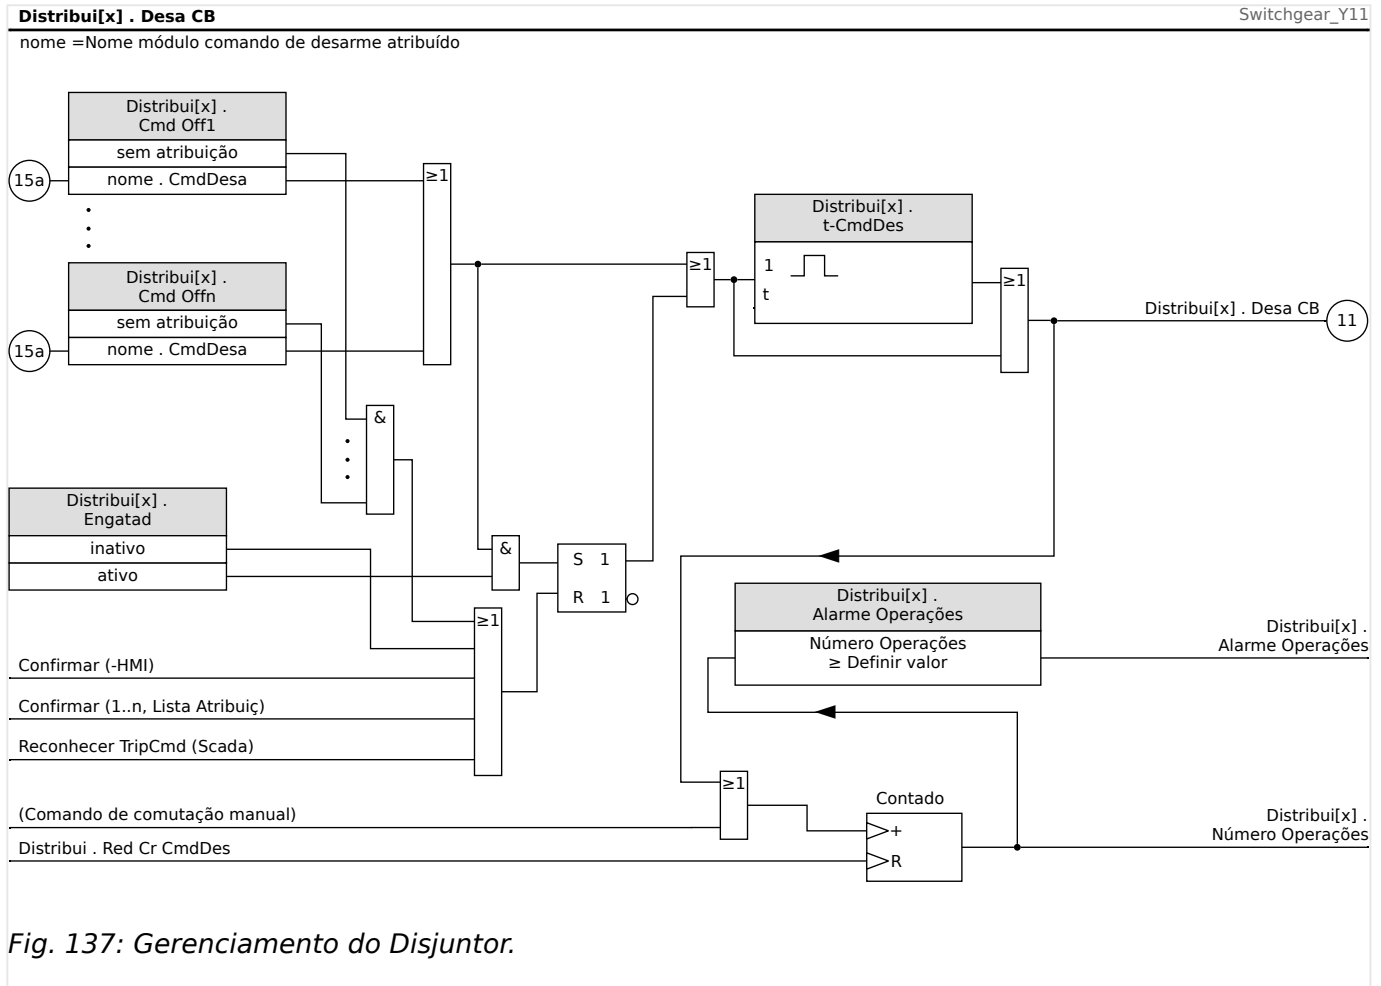 Distribui[x] . Desa CB
Switchgear_Y11
nome =Nome módulo comando de desarme atribuído
Distribui[x] .
Cmd Off1
sem atribuição
15a
nome . CmdDesa
≥1
Distribui[x] .
t-CmdDes
1
t
≥1
≥1
Distribui[x] .
Cmd Offn
sem atribuição
15a
nome . CmdDesa
Distribui[x] . Desa CB
11
&
Distribui[x] .
Engatad
inativo
ativo
&
S 1
R 1
≥1
Distribui[x] .
Alarme Operações
Número Operações
≥ Definir valor
Distribui[x] .
Alarme Operações
Confirmar (-HMI)
Confirmar (1..n, Lista Atribuiç)
Reconhecer TripCmd (Scada)
≥1
(Comando de comutação manual)
Contado
+
R
Distribui[x] .
Número Operações
Distribui . Red Cr CmdDes
Fig. 137: Gerenciamento do Disjuntor.